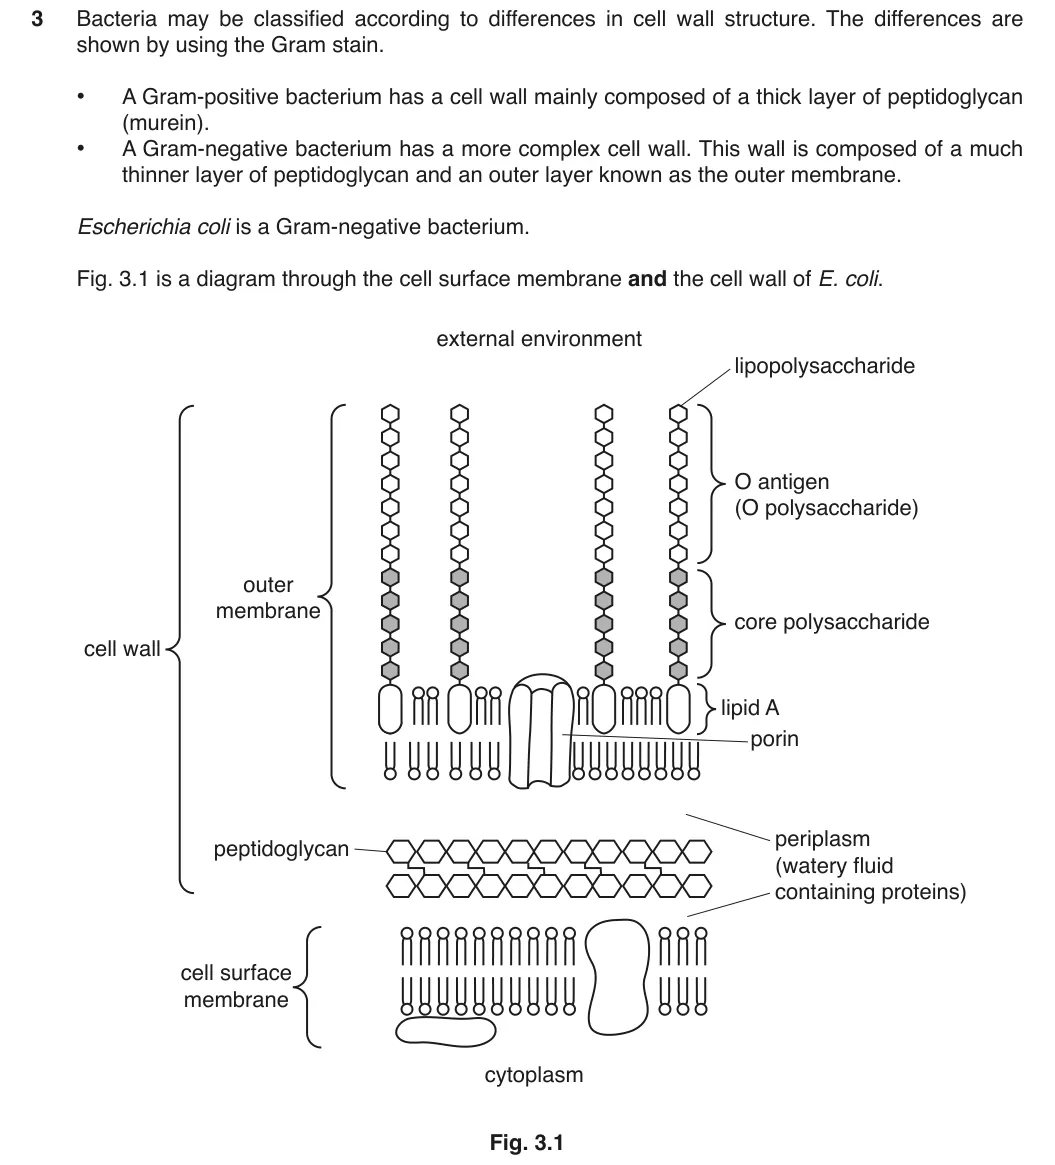 3 Bacteria may be classified according to differences in cell wall structure. The differences are
shown by using the Gram stain.
• A Gram-positive bacterium has a cell wall mainly composed of a thick layer of peptidoglycan
(murein).
• A Gram-negative bacterium has a more complex cell wall. This wall is composed of a much
thinner layer of peptidoglycan and an outer layer known as the outer membrane.
Escherichia coli is a Gram-negative bacterium.
Fig. 3.1 is a diagram through the cell surface membrane and the cell wall of E. coli.
external environment
lipopolysaccharide
O antigen
(O polysaccharide)
outer
membrane
core polysaccharide
cell wall
lipid A
porin
peptidoglycan
periplasm
(watery fluid
containing proteins)
cell surface
membrane
cytoplasm
Fig. 3.1